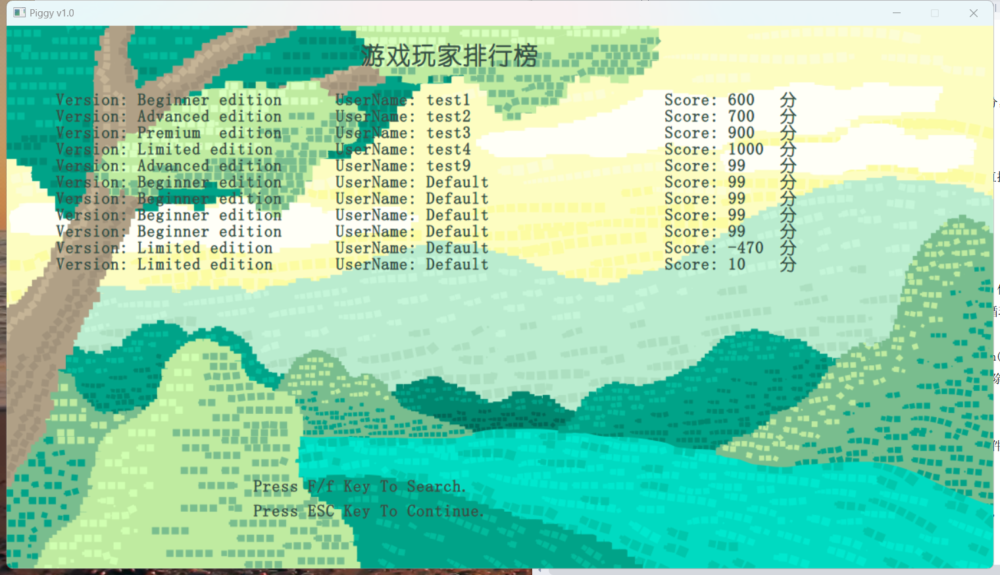 Piggy v1.0
游戏玩家排行榜
Version: Beginner edition UserName: test1 Score: 600 分
Version: Advanced edition UserName: test2 Score: 700 分
Version: Premium edition UserName: test3 Score: 900 分
Version: Limited edition UserName: test4 Score: 1000 分
Version: Advanced edition UserName: test9 Score: 99 分
Version: Beginner edition UserName: Default Score: 99 分
Version: Beginner edition UserName: Default Score: 99 分
Version: Beginner edition UserName: Default Score: 99 分
Version: Beginner edition UserName: Default Score: 99 分
Version: Limited edition UserName: Default Score: -470 分
Version: Limited edition UserName: Default Score: 10 分
Press F/f Key To Search.
Press ESC Key To Continue.